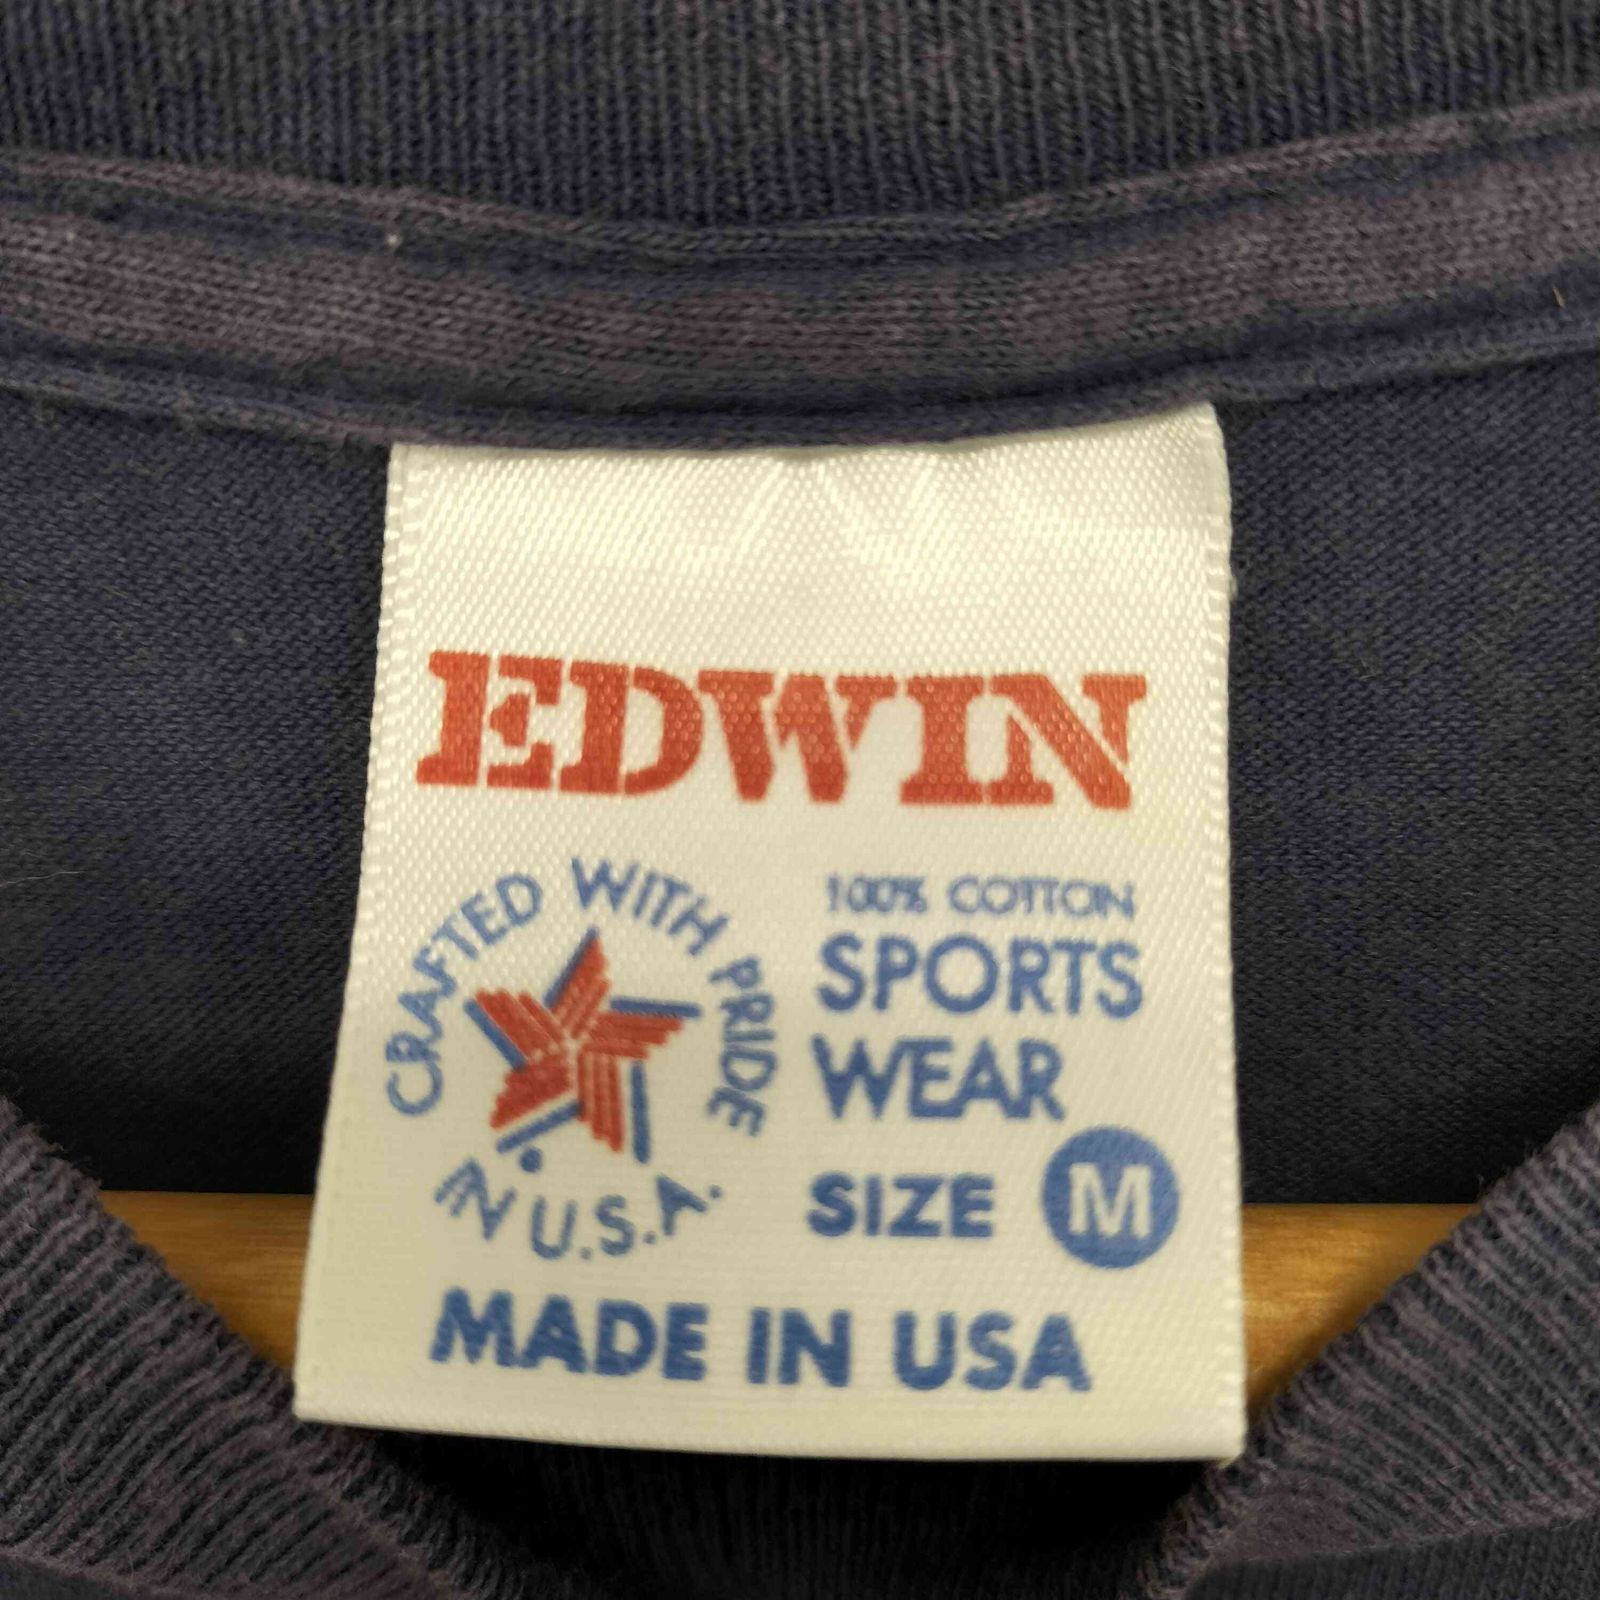 EDWIN
CRAFTED WITH PRIDE
IN U.S.A.
100% COTTON
SPORTS
WEAR
SIZE M
MADE IN USA